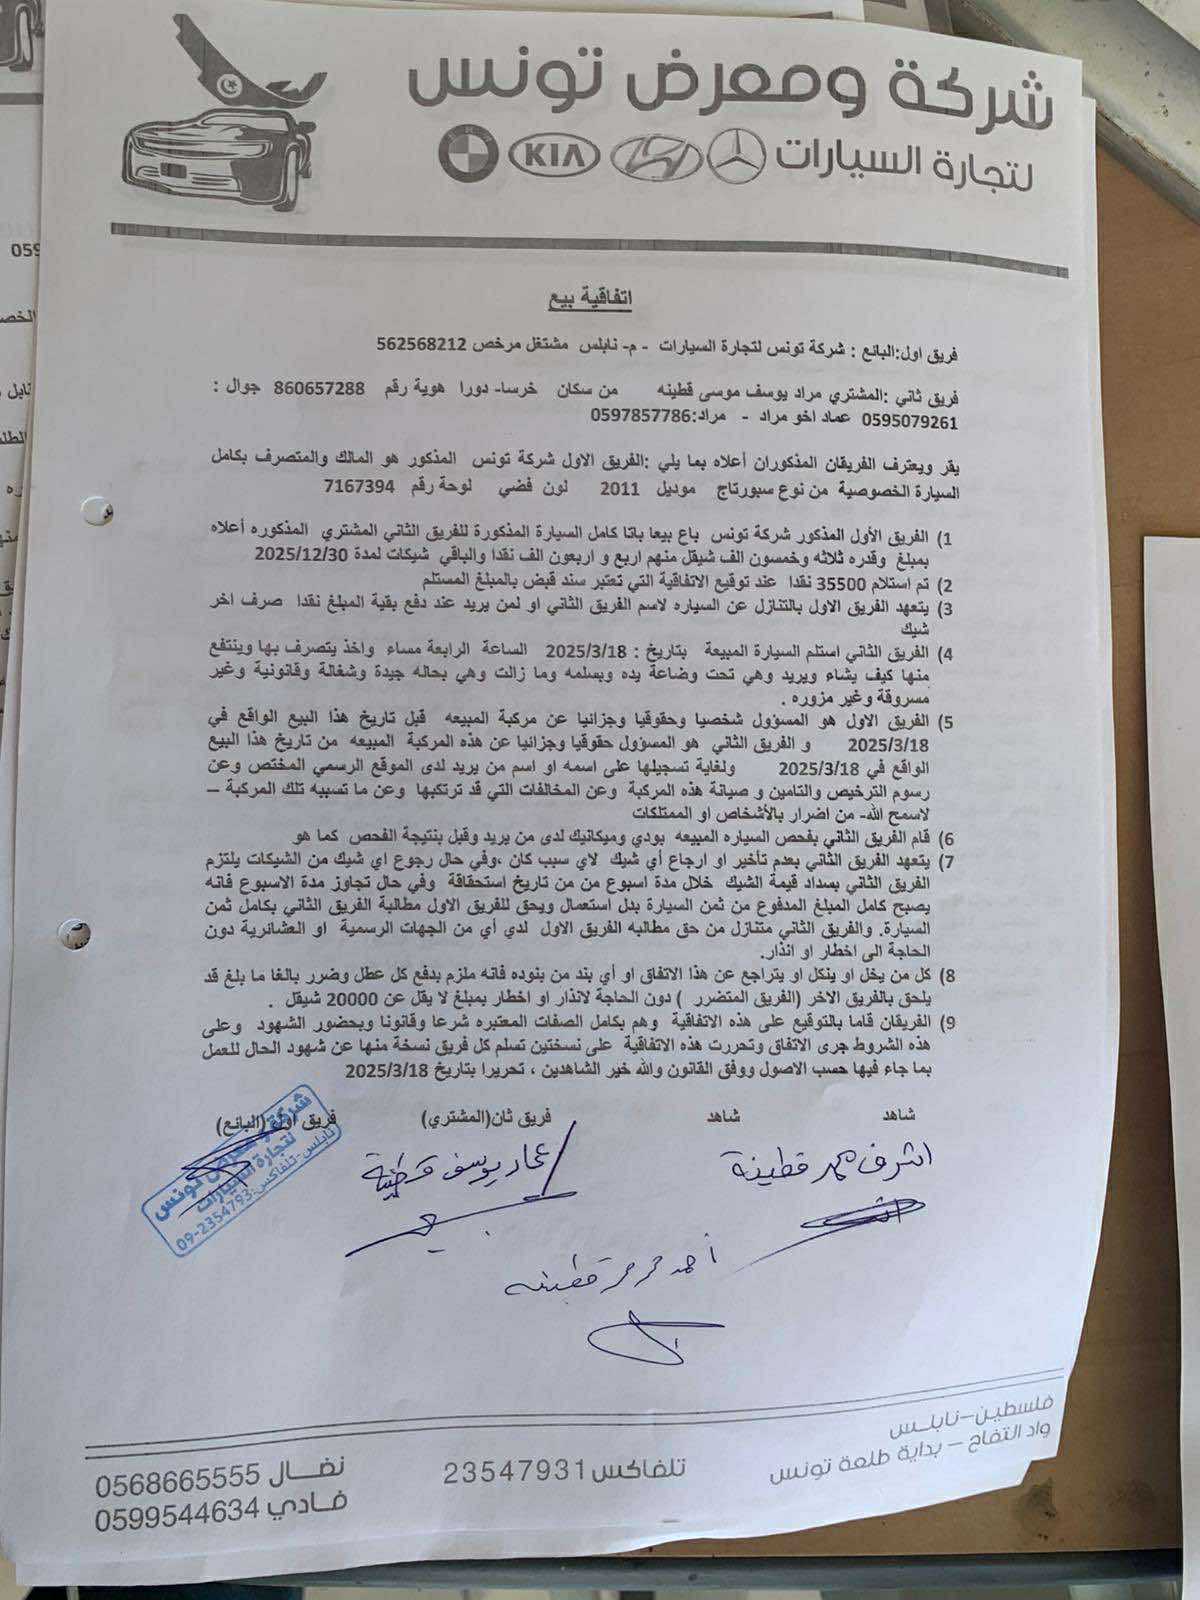 شركة ومعرض تونس
لتجارة السيارات
KIA
اتفاقية بيع
فريق اول:البائع : شركة تونس لتجارة السيارات - م- نابلس مشتغل مرخص 562568212
فريق ثاني :المشتري مراد يوسف موسى قطينه من سكان خرسا- دورا هوية رقم 860657288 جوال :
0595079261 عماد اخو مراد - مراد:0597857786
يقر ويعترف الفريقان المذكوران أعلاه بما يلي :الفريق الاول شركة تونس المذكور هو المالك والمتصرف بكامل
السيارة الخصوصية من نوع سبورتاج موديل 2011 لون فضي لوحة رقم 7167394
1) الفريق الأول المذكور شركة تونس باع بيعا باتا كامل السيارة المذكورة للفريق الثاني المشتري المذكوره أعلاه
بمبلغ وقدره ثلاثه وخمسون الف شيقل منهم اربع و اربعون الف نقدا والباقي شيكات لمدة 2025/12/30
2) تم استلام 35500 نقدا عند توقيع الاتفاقية التي تعتبر سند قبض بالمبلغ المستلم
3) يتعهد الفريق الاول بالتنازل عن السياره لاسم الفريق الثاني او لمن يريد عند دفع بقية المبلغ نقدا صرف اخر
شيك
4) الفريق الثاني استلم السيارة المبيعة بتاريخ : 2025/3/18 الساعة الرابعة مساء واخذ يتصرف بها وينتفع
منها كيف يشاء ويريد وهي تحت وضاعة يده وبسلمه وما زالت وهي بحاله جيدة وشغالة وقانونية وغير
مسروقة وغير مزوره .
5) الفريق الاول هو المسؤول شخصيا وحقوقيا وجزائيا عن مركبة المبيعه قبل تاريخ هذا البيع الواقع في
2025/3/18 و الفريق الثاني هو المسؤول حقوقيا وجزائيا عن هذه المركبة المبيعه من تاريخ هذا البيع
الواقع في 2025/3/18 ولغاية تسجيلها على اسمه او اسم من يريد لدى الموقع الرسمي المختص وعن
رسوم الترخيص والتامين و صيانة هذه المركبة وعن المخالفات التي قد ترتكبها وعن ما تسببه تلك المركبة –
لاسمح الله- من اضرار بالأشخاص او الممتلكات
6) قام الفريق الثاني بفحص السياره المبيعه بودي وميكانيك لدى من يريد وقبل بنتيجة الفحص كما هو
7) يتعهد الفريق الثاني بعدم تأخير او ارجاع أي شيك لاي سبب كان ،وفي حال رجوع اي شيك من الشيكات يلتزم
الفريق الثاني بسداد قيمة الشيك خلال مدة اسبوع من من تاريخ استحقاقة وفي حال تجاوز مدة الاسبوع فانه
يصبح كامل المبلغ المدفوع من ثمن السيارة بدل استعمال ويحق للفريق الاول مطالبة الفريق الثاني بكامل ثمن
السيارة. والفريق الثاني متنازل من حق مطالبه الفريق الاول لدي أي من الجهات الرسمية او العشائرية دون
الحاجة الى اخطار او انذار.
8) كل من يخل او ينكل او يتراجع عن هذا الاتفاق او أي بند من بنوده فانه ملزم بدفع كل عطل وضرر بالغا ما بلغ قد
يلحق بالفريق الاخر (الفريق المتضرر ) دون الحاجة لانذار او اخطار بمبلغ لا يقل عن 20000 شيقل .
9) الفريقان قاما بالتوقيع على هذه الاتفاقية وهم بكامل الصفات المعتبره شرعا وقانونا وبحضور الشهود وعلى
هذه الشروط جرى الاتفاق وتحررت هذه الاتفاقية على نسختين تسلم كل فريق نسخة منها عن شهود الحال للعمل
بما جاء فيها حسب الاصول ووفق القانون والله خير الشاهدين ، تحريرا بتاريخ 2025/3/18
شاهد شاهد فريق ثان(المشتري) فريق اول(البائع)
اشرف محمد قطينة عماد يوسف قطينة
شركة ومعرض تونس
لتجارة السيارات
نابلس-تلفاكس:2354793-09
أحمد قطينه
فلسطين-نابلس
واد التفاح – بداية طلعة تونس
تلفاكس 23547931
نضال 0568665555
فادي 0599544634